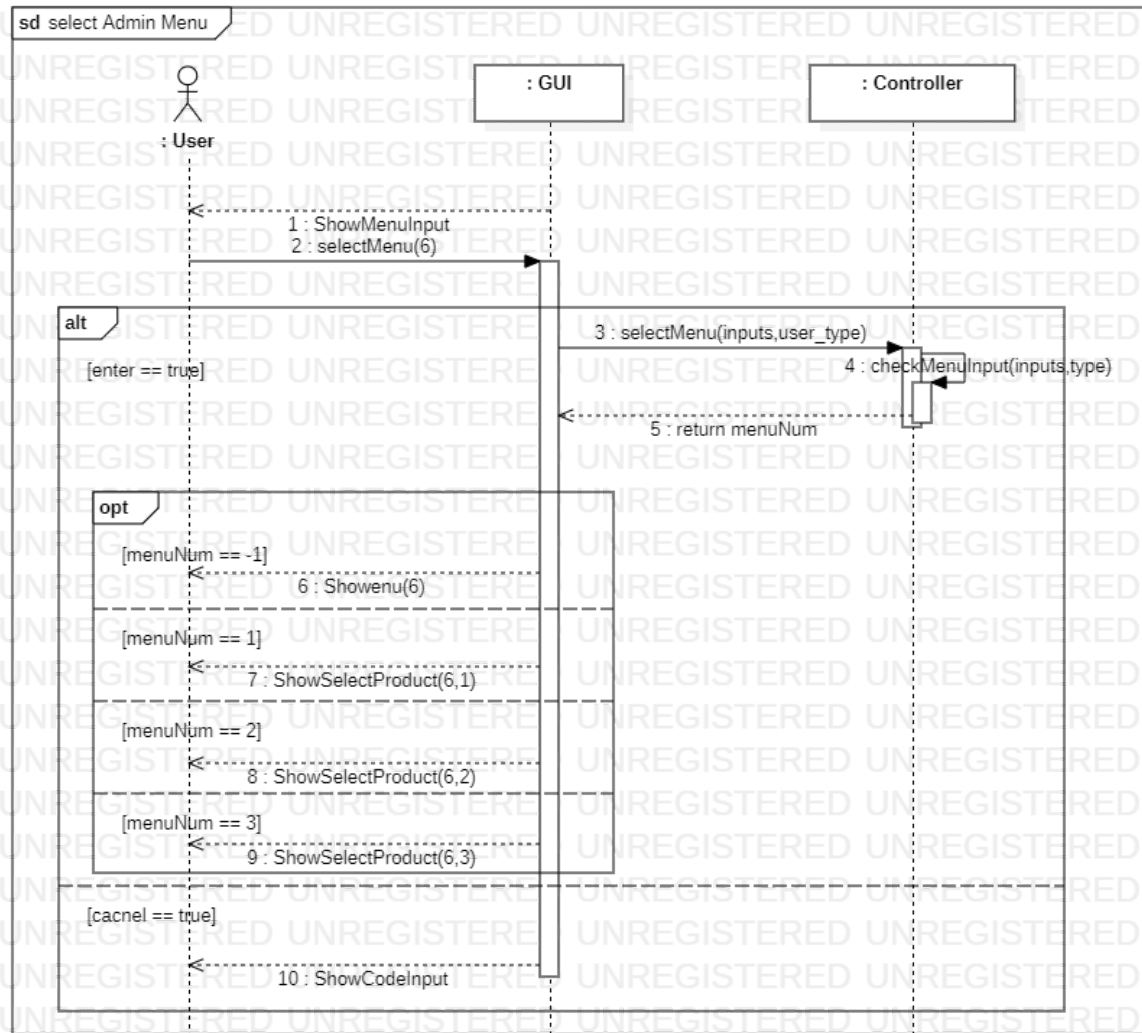 sd select Admin Menu
: User
: GUI
: Controller
1 : ShowMenuInput
2 : selectMenu(6)
alt
[enter == true]
3 : selectMenu(inputs,user_type)
4 : checkMenuInput(inputs,type)
5 : return menuNum
opt
[menuNum == -1]
6 : Showenu(6)
[menuNum == 1]
7 : ShowSelectProduct(6,1)
[menuNum == 2]
8 : ShowSelectProduct(6,2)
[menuNum == 3]
9 : ShowSelectProduct(6,3)
[cacnel == true]
10 : ShowCodeInput
UNREGISTERED